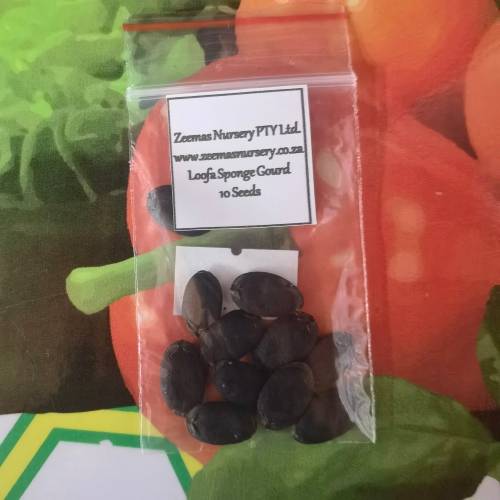 Zeemas Nursery PTY Ltd.
www.zeemasnursery.co.za
Loofa Sponge Gourd
10 Seeds